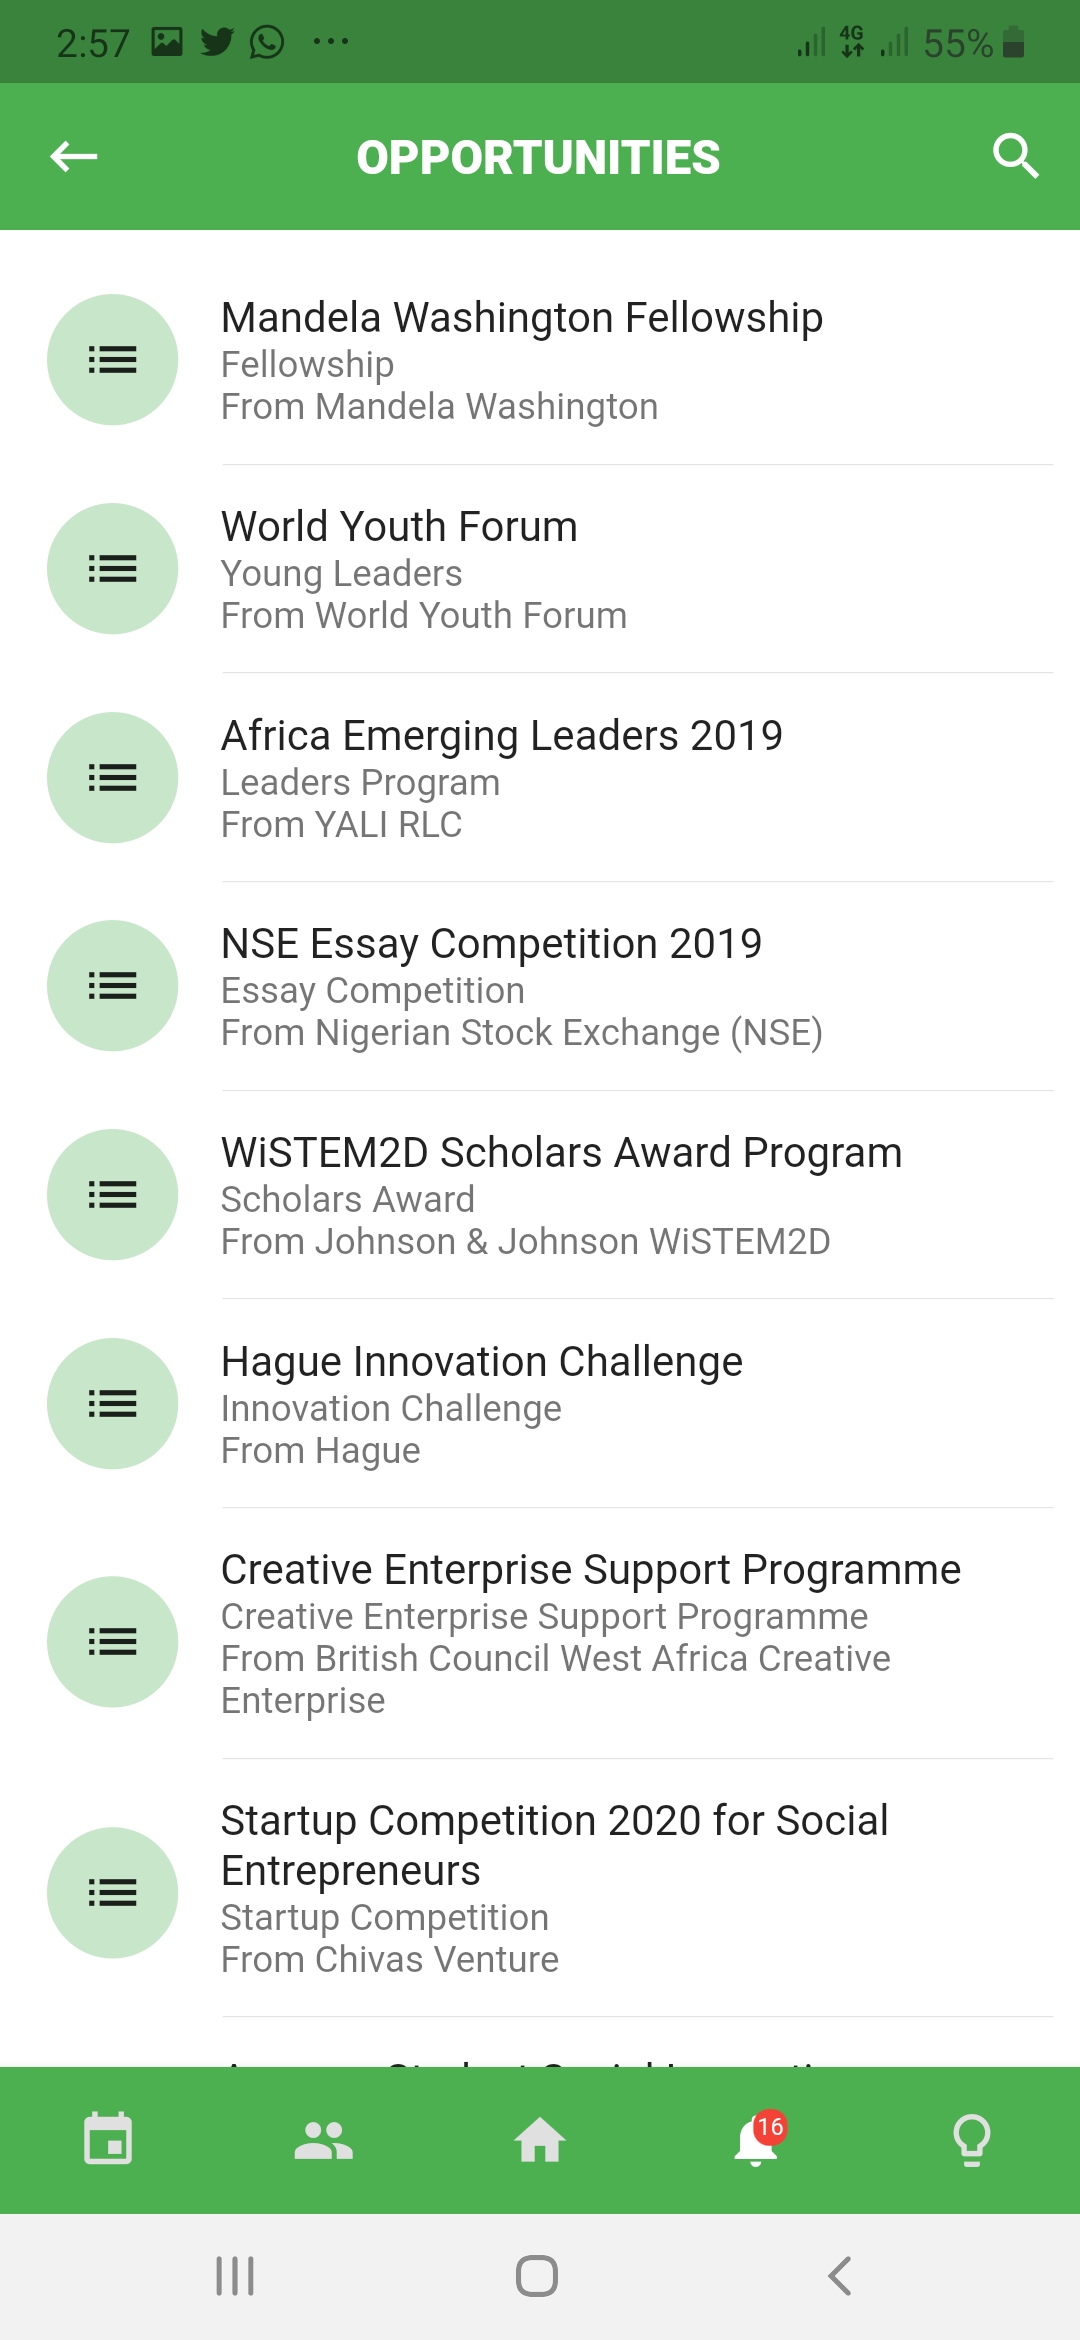 2:57
4G
55%
OPPORTUNITIES
Mandela Washington Fellowship
Fellowship
From Mandela Washington
World Youth Forum
Young Leaders
From World Youth Forum
Africa Emerging Leaders 2019
Leaders Program
From YALI RLC
NSE Essay Competition 2019
Essay Competition
From Nigerian Stock Exchange (NSE)
WiSTEM2D Scholars Award Program
Scholars Award
From Johnson & Johnson WiSTEM2D
Hague Innovation Challenge
Innovation Challenge
From Hague
Creative Enterprise Support Programme
Creative Enterprise Support Programme
From British Council West Africa Creative
Enterprise
Startup Competition 2020 for Social
Entrepreneurs
Startup Competition
From Chivas Venture
16